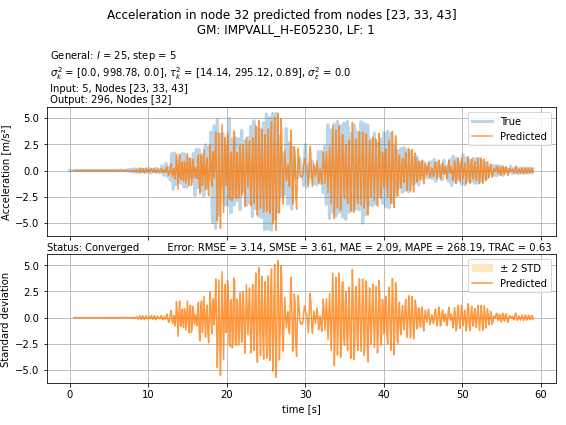 Acceleration in node 32 predicted from nodes [23, 33, 43]
GM: IMPVALL_H-E05230, LF: 1
General: l = 25, step = 5
σ²ₖ = [0.0, 998.78, 0.0], τ²ₖ = [14.14, 295.12, 0.89], σ²ε = 0.0
Input: 5, Nodes [23, 33, 43]
Output: 296, Nodes [32]
Acceleration [m/s²]
5.0
2.5
0.0
−2.5
−5.0
True
Predicted
Status: Converged Error: RMSE = 3.14, SMSE = 3.61, MAE = 2.09, MAPE = 268.19, TRAC = 0.63
Standard deviation
5.0
2.5
0.0
−2.5
−5.0
± 2 STD
Predicted
0 10 20 30 40 50 60
time [s]